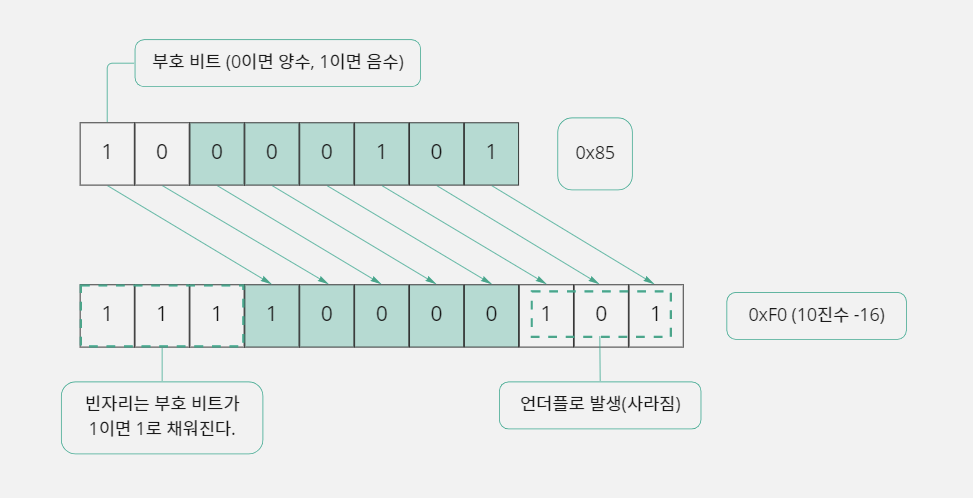 부호 비트 (0이면 양수, 1이면 음수)
1 0 0 0 0 1 0 1
0x85
1 1 1 1 0 0 0 0 1 0 1
0xF0 (10진수 -16)
빈자리는 부호 비트가
1이면 1로 채워진다.
언더플로 발생(사라짐)